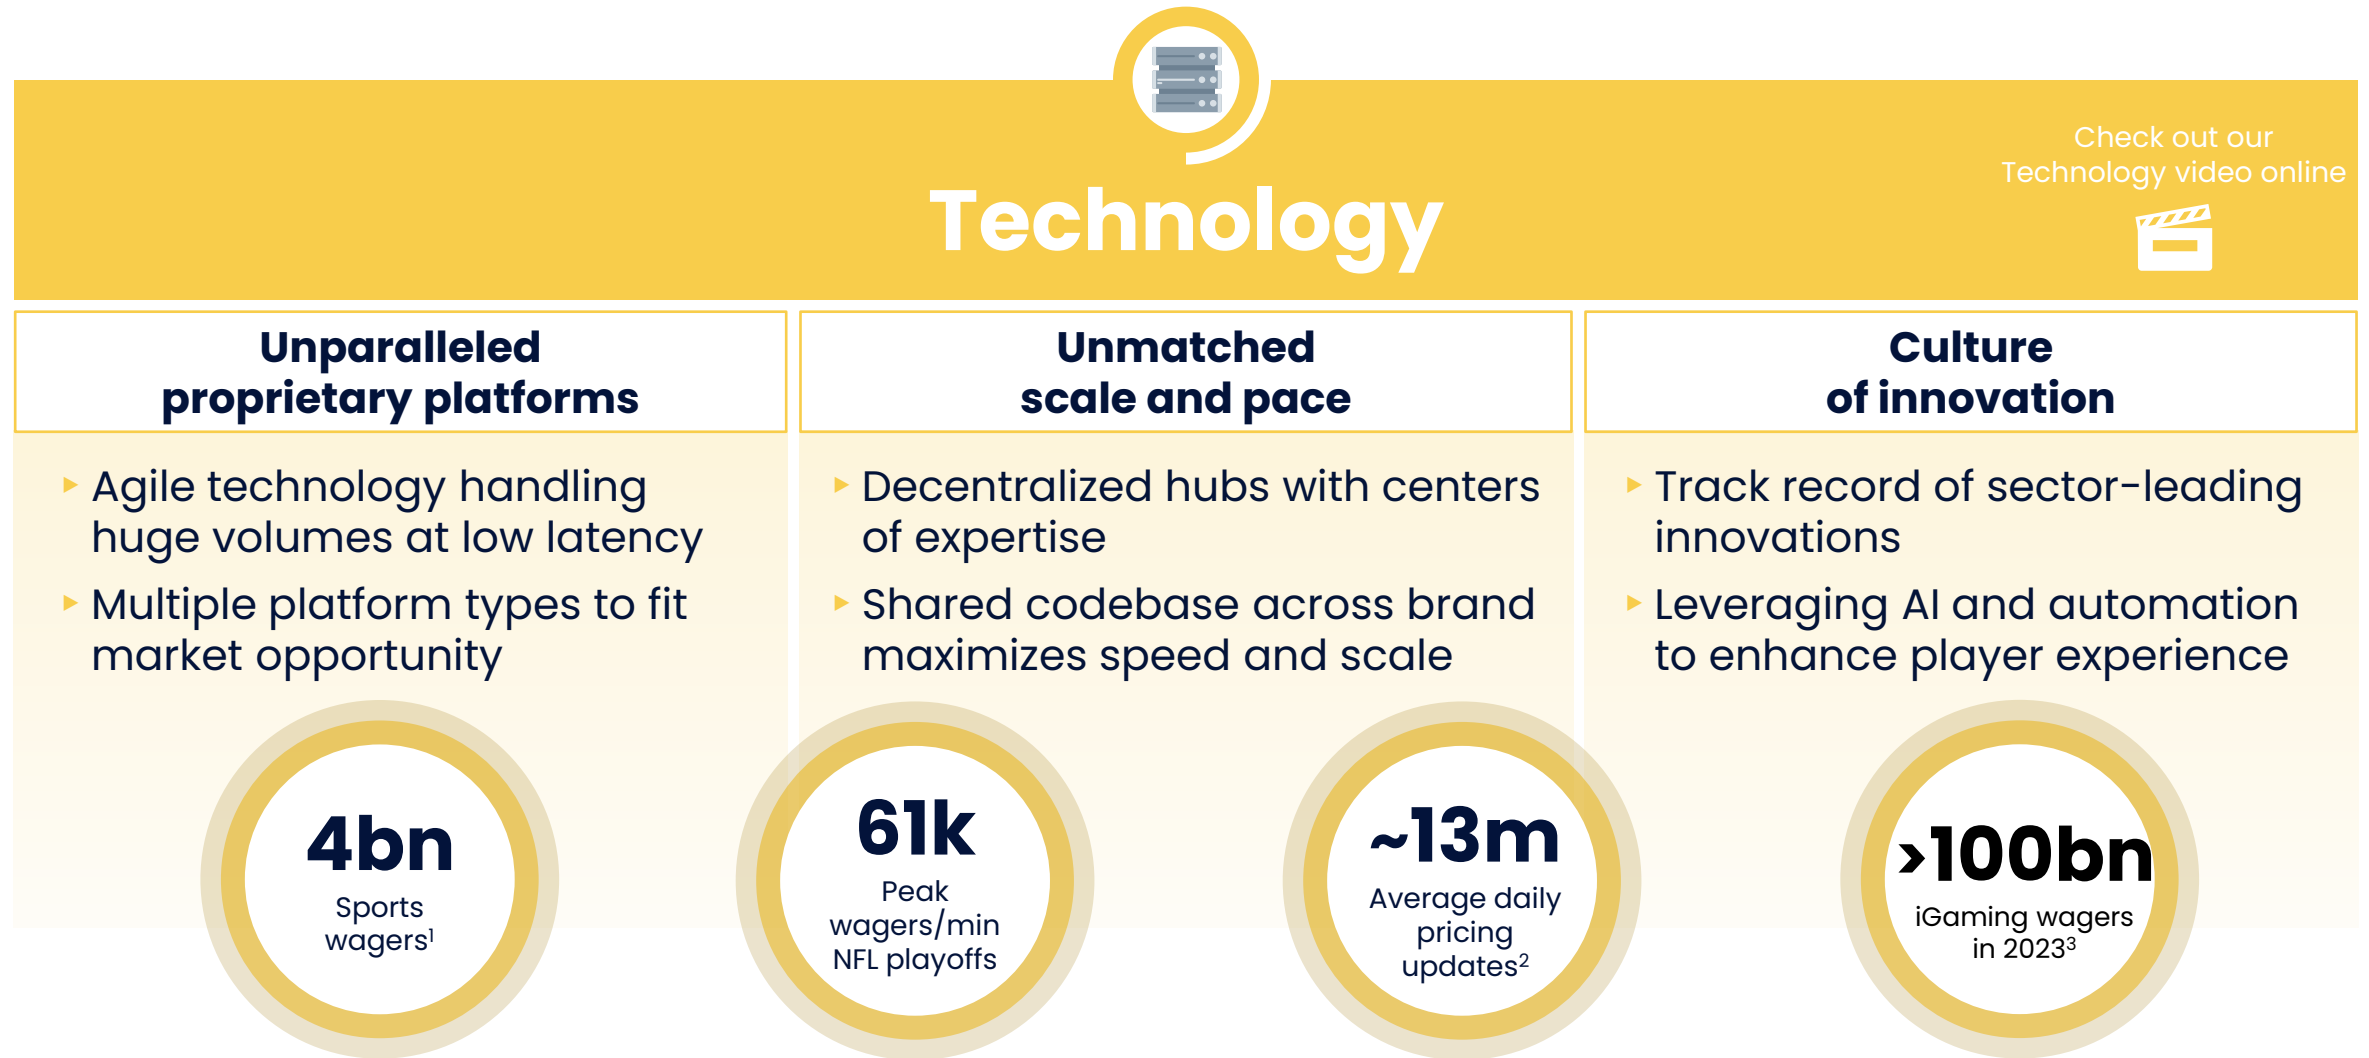 Check out our
Technology video online
Technology
Unparalleled
proprietary platforms
▸ Agile technology handling
huge volumes at low latency
▸ Multiple platform types to fit
market opportunity
Unmatched
scale and pace
▸ Decentralized hubs with centers
of expertise
▸ Shared codebase across brand
maximizes speed and scale
Culture
of innovation
▸ Track record of sector-leading
innovations
▸ Leveraging AI and automation
to enhance player experience
4bn
Sports
wagers¹
61k
Peak
wagers/min
NFL playoffs
~13m
Average daily
pricing
updates²
>100bn
iGaming wagers
in 2023³